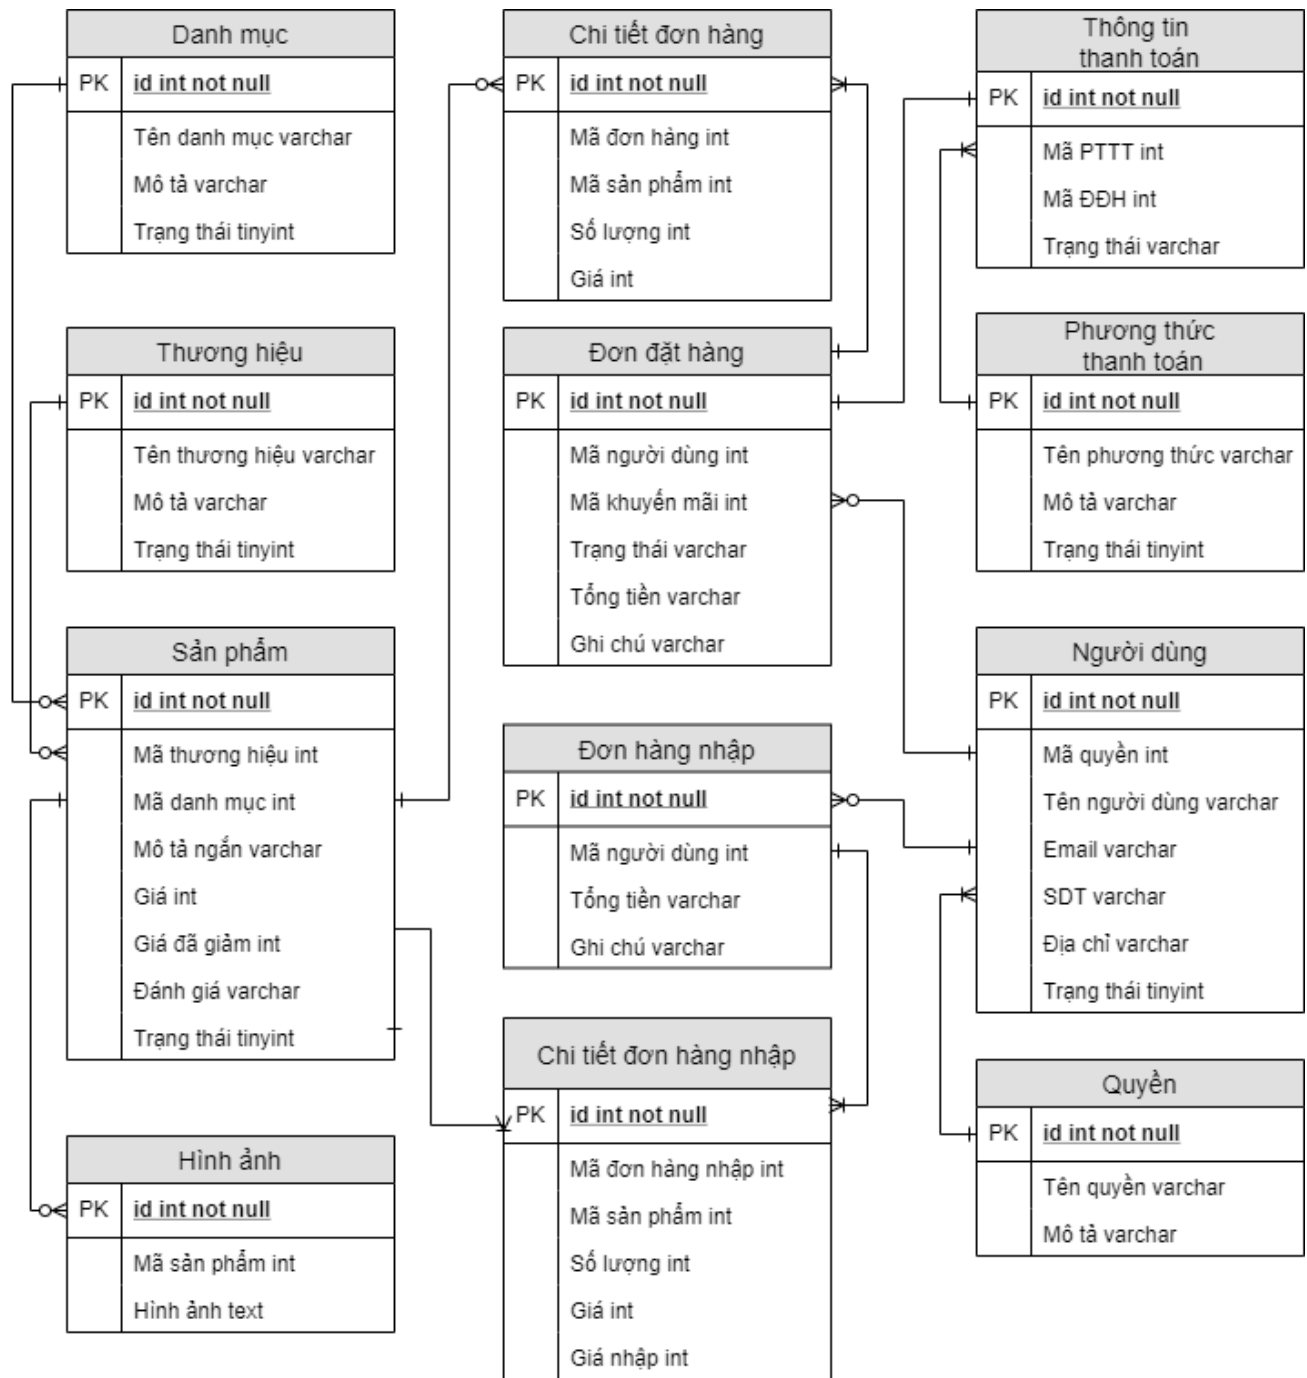 Danh mục
PK id int not null
Tên danh mục varchar
Mô tả varchar
Trạng thái tinyint
Thương hiệu
PK id int not null
Tên thương hiệu varchar
Mô tả varchar
Trạng thái tinyint
Sản phẩm
PK id int not null
Mã thương hiệu int
Mã danh mục int
Mô tả ngắn varchar
Giá int
Giá đã giảm int
Đánh giá varchar
Trạng thái tinyint
Hình ảnh
PK id int not null
Mã sản phẩm int
Hình ảnh text
Chi tiết đơn hàng
PK id int not null
Mã đơn hàng int
Mã sản phẩm int
Số lượng int
Giá int
Đơn đặt hàng
PK id int not null
Mã người dùng int
Mã khuyến mãi int
Trạng thái varchar
Tổng tiền varchar
Ghi chú varchar
Đơn hàng nhập
PK id int not null
Mã người dùng int
Tổng tiền varchar
Ghi chú varchar
Chi tiết đơn hàng nhập
PK id int not null
Mã đơn hàng nhập int
Mã sản phẩm int
Số lượng int
Giá int
Giá nhập int
Thông tin
thanh toán
PK id int not null
Mã PTTT int
Mã ĐĐH int
Trạng thái varchar
Phương thức
thanh toán
PK id int not null
Tên phương thức varchar
Mô tả varchar
Trạng thái tinyint
Người dùng
PK id int not null
Mã quyền int
Tên người dùng varchar
Email varchar
SDT varchar
Địa chỉ varchar
Trạng thái tinyint
Quyền
PK id int not null
Tên quyền varchar
Mô tả varchar